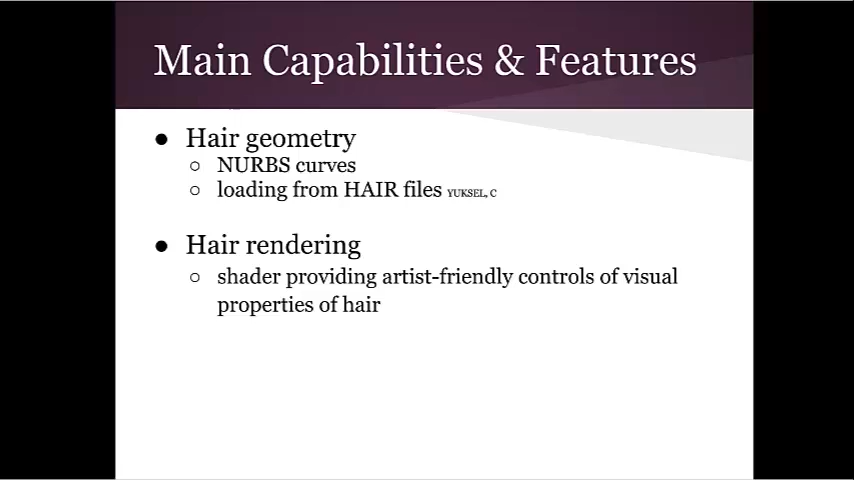 Main Capabilities & Features
● Hair geometry
○ NURBS curves
○ loading from HAIR files YUKSEL, C
● Hair rendering
○ shader providing artist-friendly controls of visual
properties of hair